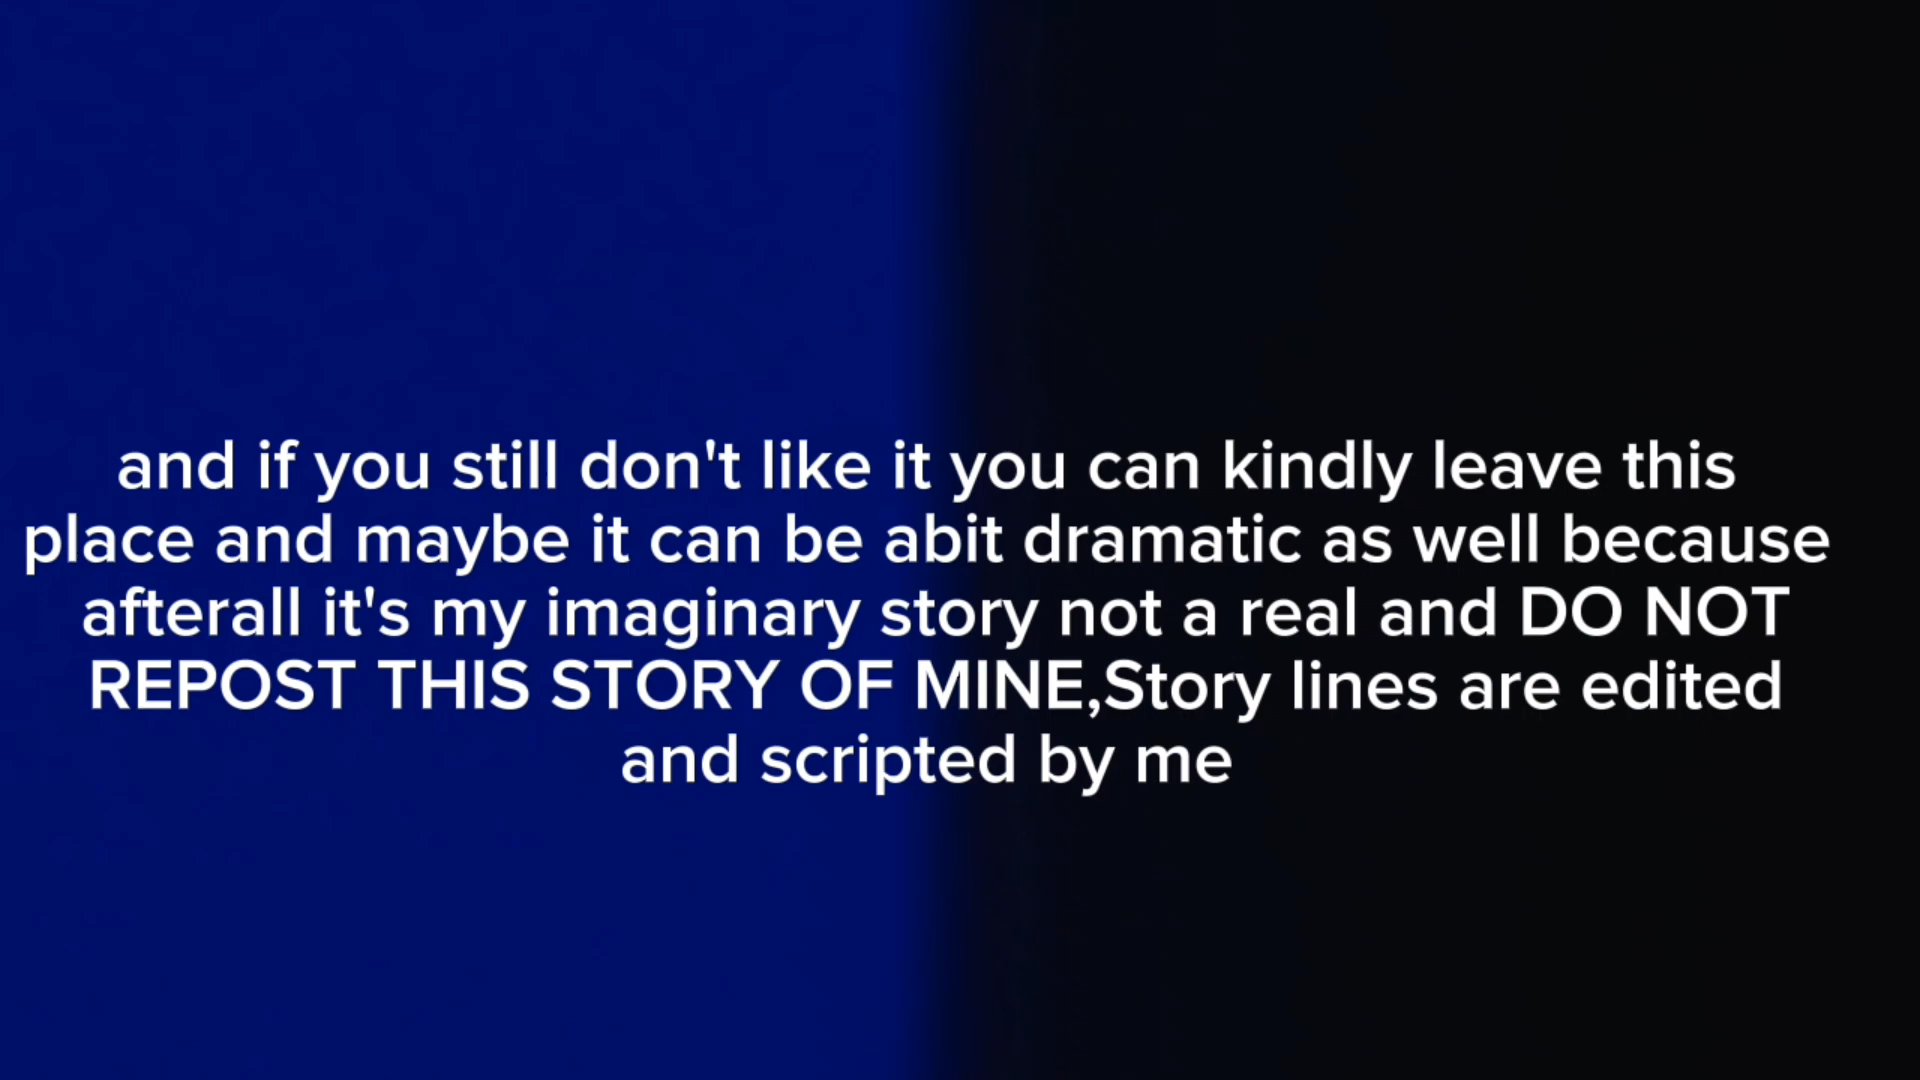 and if you still don't like it you can kindly leave this
place and maybe it can be abit dramatic as well because
afterall it's my imaginary story not a real and DO NOT
REPOST THIS STORY OF MINE,Story lines are edited
and scripted by me